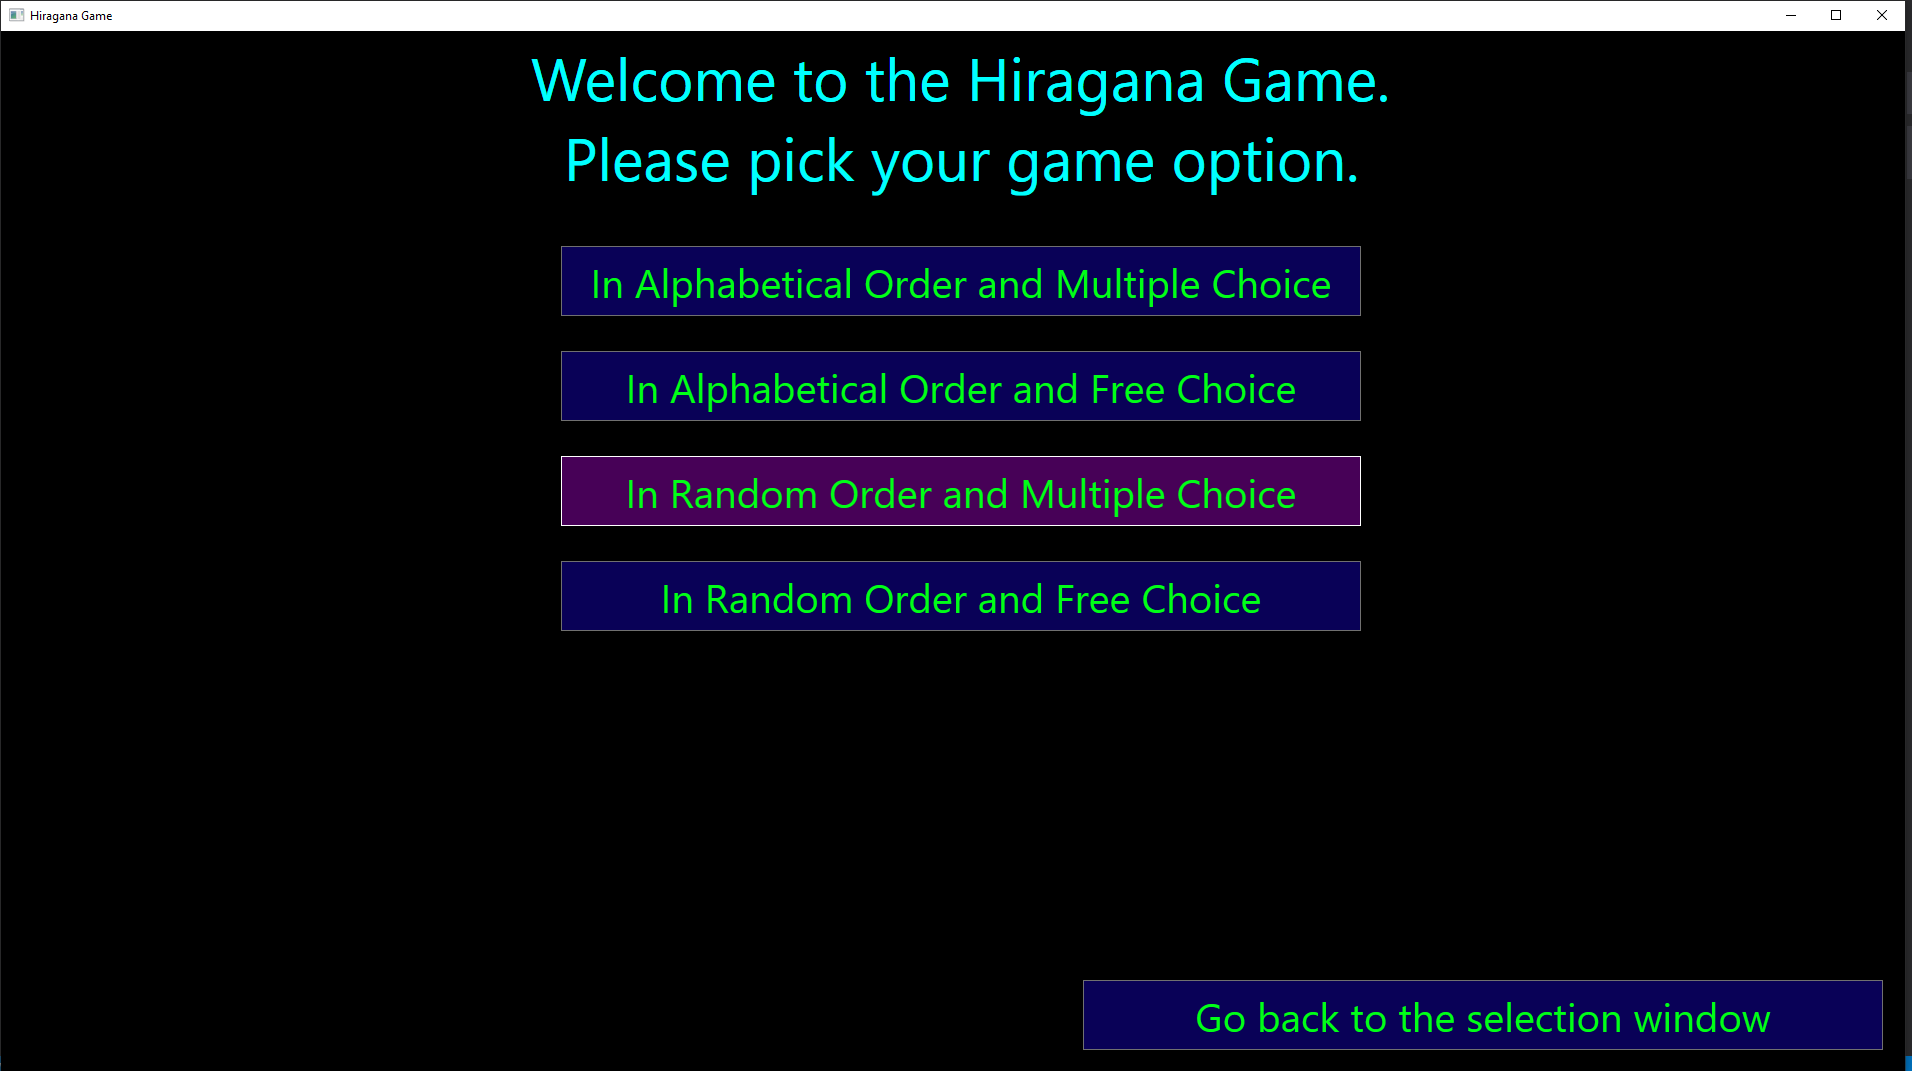 Hiragana Game
Welcome to the Hiragana Game.
Please pick your game option.
In Alphabetical Order and Multiple Choice
In Alphabetical Order and Free Choice
In Random Order and Multiple Choice
In Random Order and Free Choice
Go back to the selection window